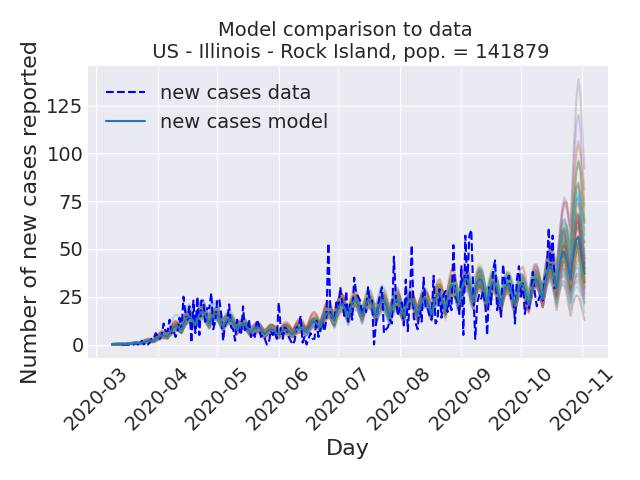 Model comparison to data
US - Illinois - Rock Island, pop. = 141879
Number of new cases reported
125
100
75
50
25
0
new cases data
new cases model
2020-03
2020-04
2020-05
2020-06
2020-07
2020-08
2020-09
2020-10
2020-11
Day